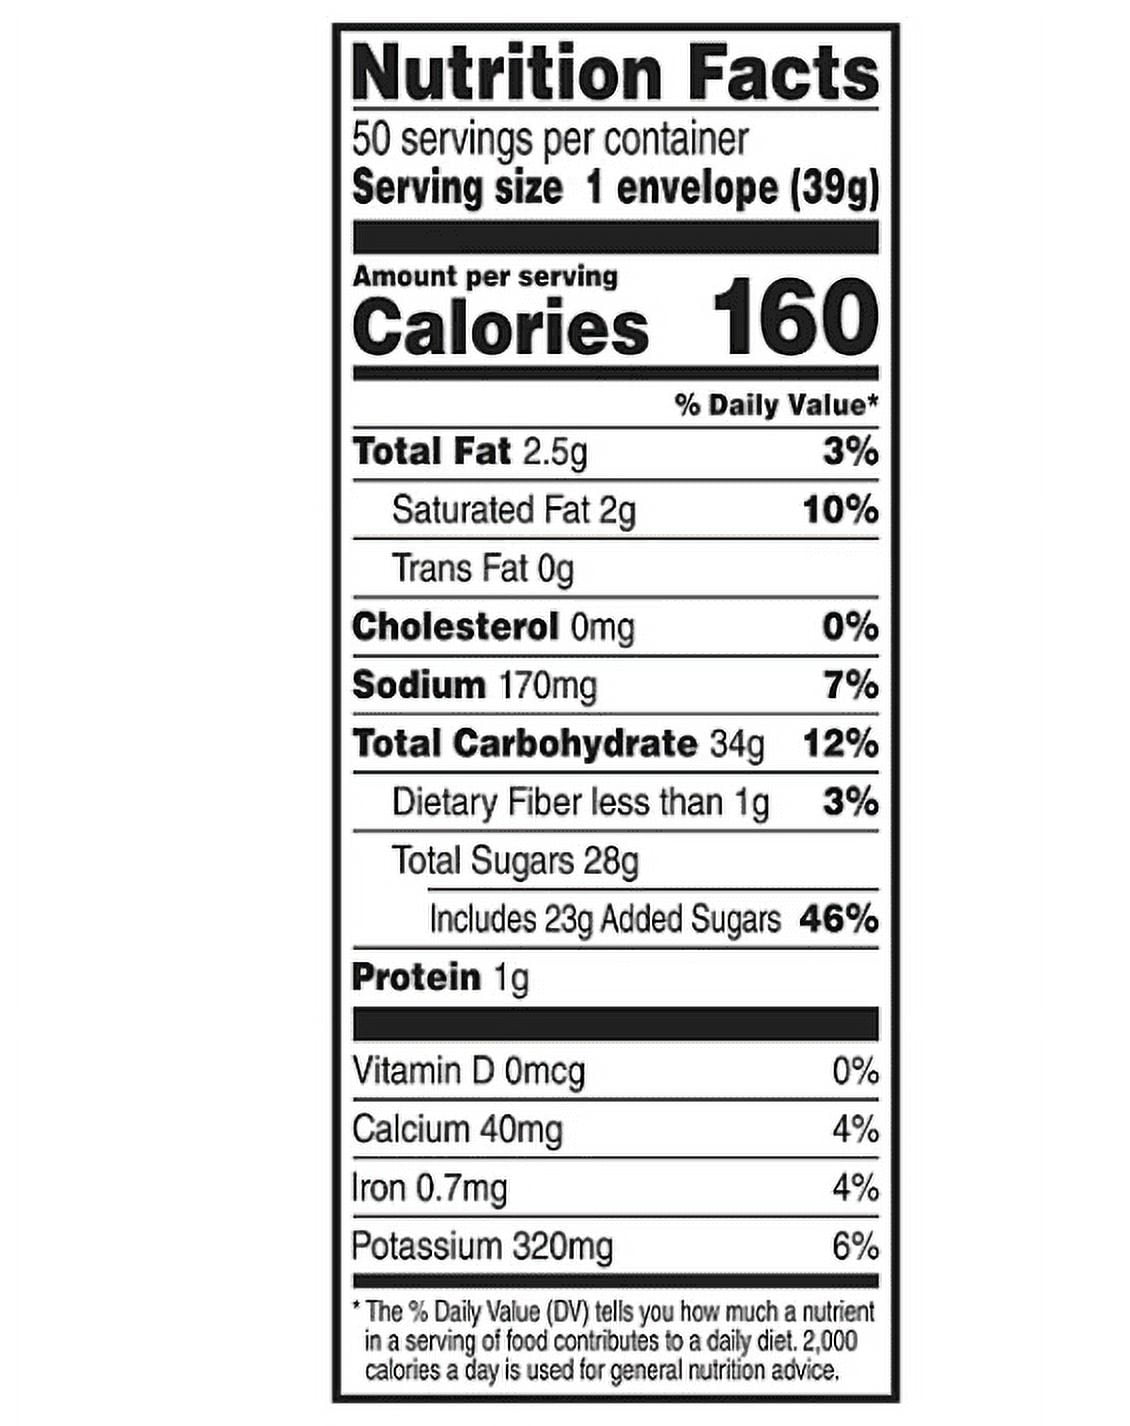 Nutrition Facts
50 servings per container
Serving size 1 envelope (39g)
Amount per serving
Calories 160
% Daily Value*
Total Fat 2.5g 3%
Saturated Fat 2g 10%
Trans Fat 0g
Cholesterol 0mg 0%
Sodium 170mg 7%
Total Carbohydrate 34g 12%
Dietary Fiber less than 1g 3%
Total Sugars 28g
Includes 23g Added Sugars 46%
Protein 1g
Vitamin D 0mcg 0%
Calcium 40mg 4%
Iron 0.7mg 4%
Potassium 320mg 6%
* The % Daily Value (DV) tells you how much a nutrient
in a serving of food contributes to a daily diet. 2,000
calories a day is used for general nutrition advice.